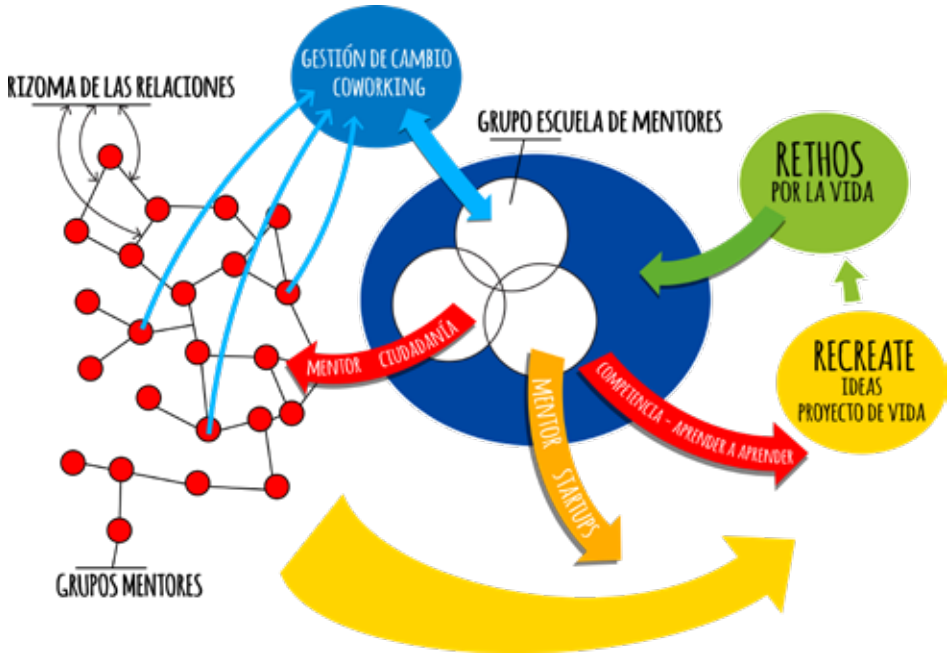 GESTIÓN DE CAMBIO
COWORKING
RIZOMA DE LAS RELACIONES
GRUPO ESCUELA DE MENTORES
RETHOS
POR LA VIDA
MENTOR CIUDADANÍA
MENTOR STARTUPS
COMPETENCIA - APRENDER A APRENDER
RECREATE
IDEAS
PROYECTO DE VIDA
GRUPOS MENTORES